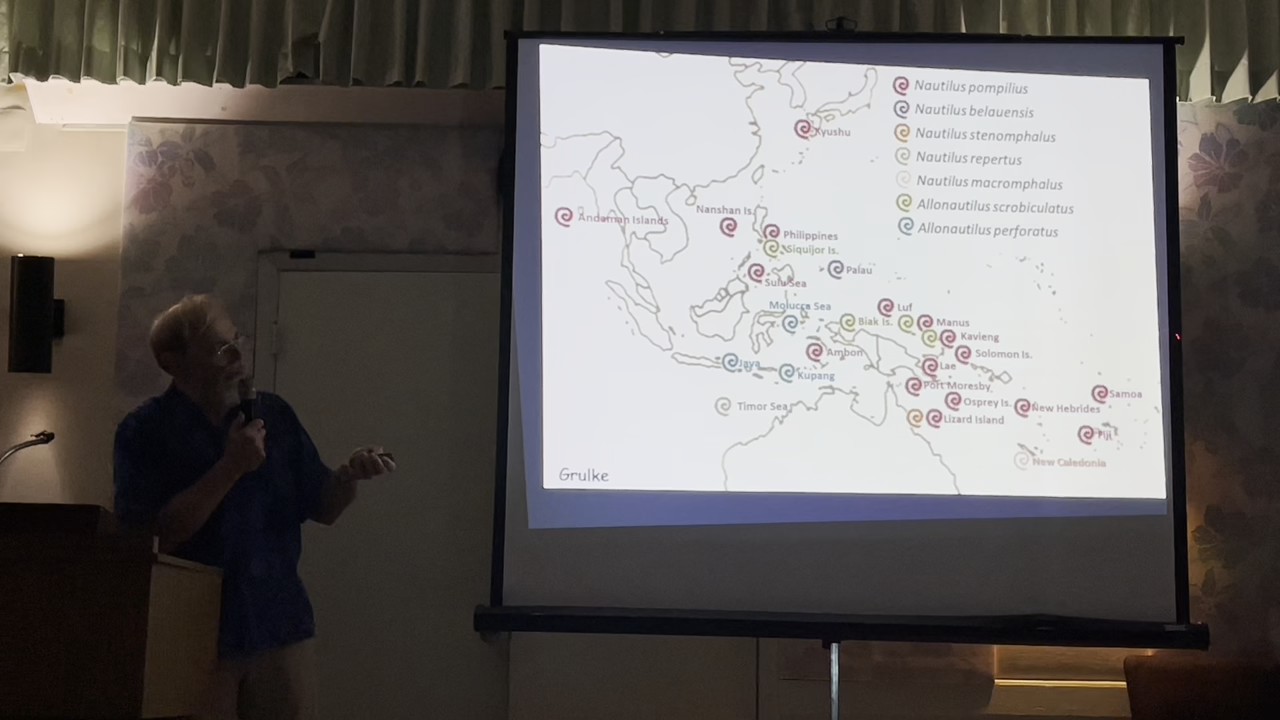 Nautilus pompilius
Nautilus belauensis
Nautilus stenomphalus
Nautilus repertus
Nautilus macromphalus
Allonautilus scrobiculatus
Allonautilus perforatus
Kyushu
Andaman Islands
Nanshan Is.
Philippines
Siquijor Is.
Palau
Sulu Sea
Molucca Sea
Luf
Biak Is.
Manus
Kavieng
Ambon
Solomon Is.
Java
Kupang
Lae
Port Moresby
Samoa
Timor Sea
Osprey Is.
New Hebrides
Lizard Island
Fiji
New Caledonia
Grulke